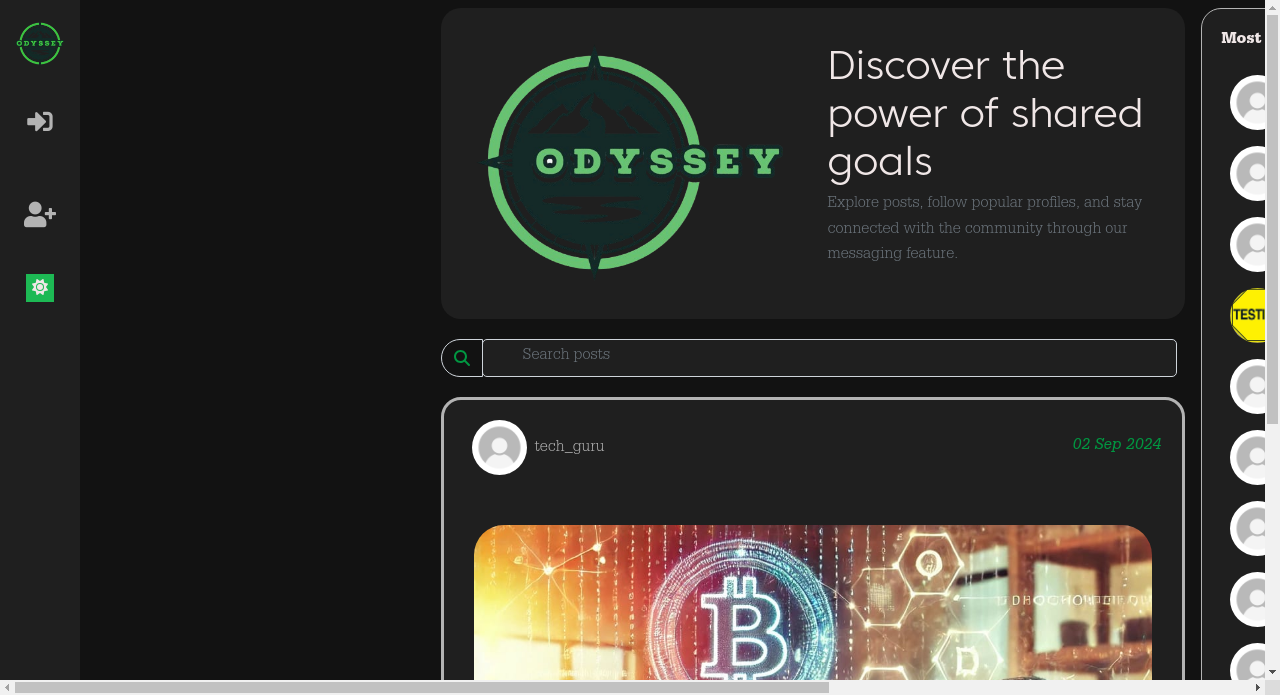 ODYSSEY
Discover the
power of shared
goals
ODYSSEY
Explore posts, follow popular profiles, and stay
connected with the community through our
messaging feature.
Most
TESTI
Search posts
tech_guru
02 Sep 2024